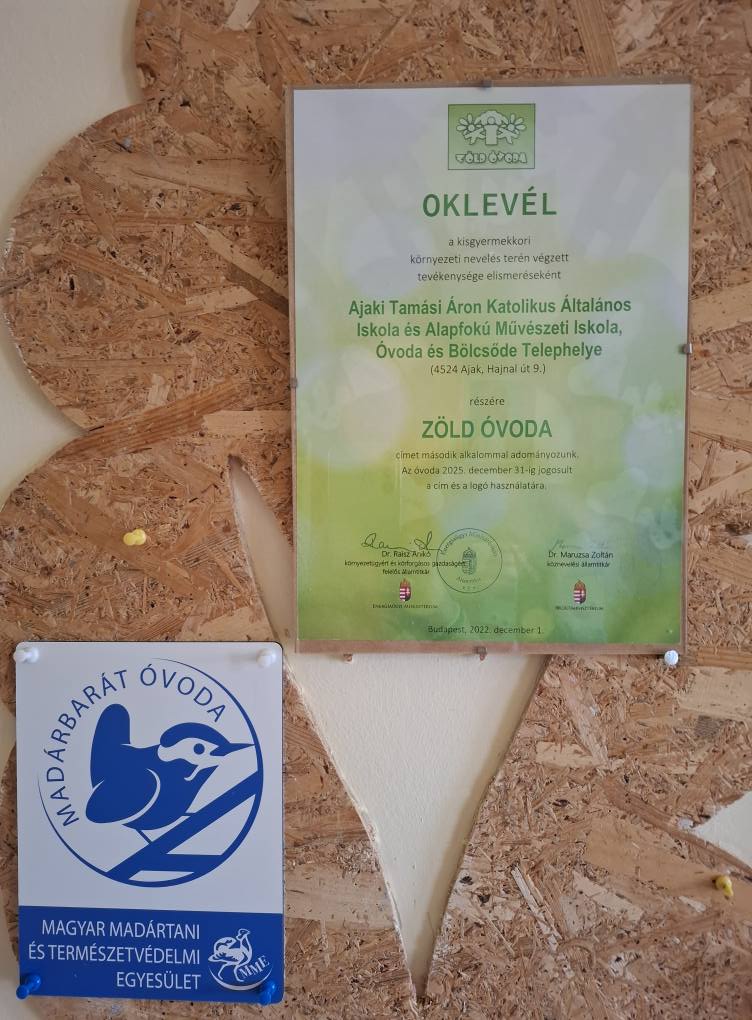 ZÖLD ÓVODA
OKLEVÉL
a kisgyermekkori
környezeti nevelés terén végzett
tevékenysége elismeréseként
Ajaki Tamási Áron Katolikus Általános
Iskola és Alapfokú Művészeti Iskola,
Óvoda és Bölcsőde Telephelye
(4524 Ajak, Hajnal út 9.)
részére
ZÖLD ÓVODA
címet második alkalommal adományozunk.
Az óvoda 2025. december 31-ig jogosult
a cím és a logó használatára.
Dr. Raisz Anikó
környezetügyért és körforgásos gazdaságért
felelős államtitkár
ENERGIAÜGYI MINISZTÉRIUM
Dr. Maruzsa Zoltán
köznevelési államtitkár
BELÜGYMINISZTÉRIUM
Budapest, 2022. december 1.
MADÁRBARÁT ÓVODA
MAGYAR MADÁRTANI
ÉS TERMÉSZETVÉDELMI
EGYESÜLET
MME